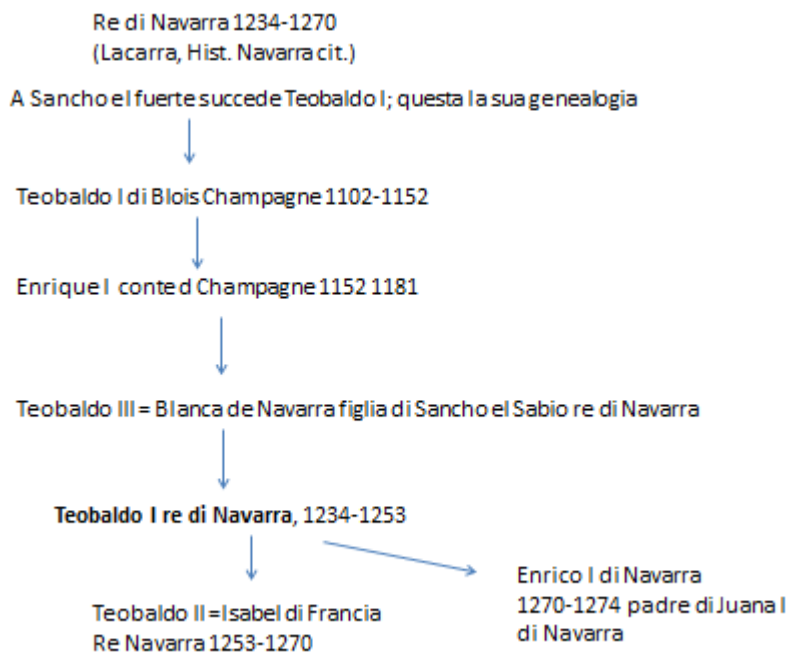 Re di Navarra 1234-1270
(Lacarra, Hist. Navarra cit.)
A Sancho el fuerte succede Teobaldo I; questa la sua genealogia
Teobaldo I di Blois Champagne 1102-1152
Enrique I conte d Champagne 1152 1181
Teobaldo III = Blanca de Navarra figlia di Sancho el Sabio re di Navarra
Teobaldo I re di Navarra, 1234-1253
Teobaldo II =Isabel di Francia
Re Navarra 1253-1270
Enrico I di Navarra
1270-1274 padre di Juana I
di Navarra